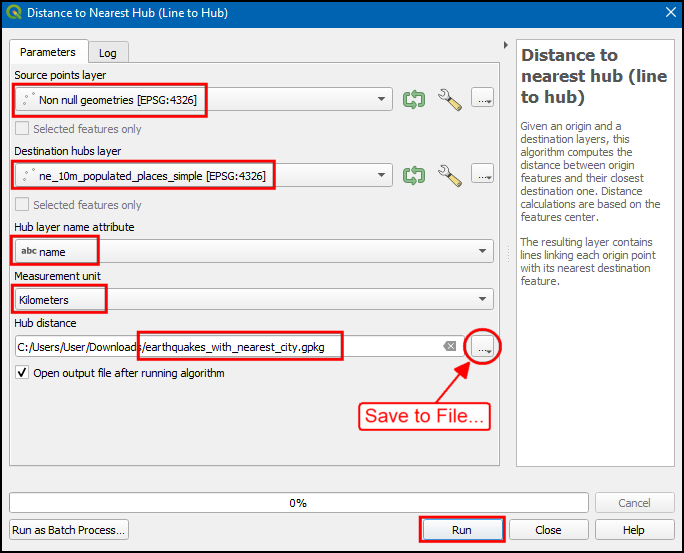 Distance to Nearest Hub (Line to Hub)
Parameters
Log
Source points layer
Non null geometries [EPSG:4326]
...
Selected features only
Destination hubs layer
ne_10m_populated_places_simple [EPSG:4326]
...
Selected features only
Hub layer name attribute
abc name
Measurement unit
Kilometers
Hub distance
C:/Users/User/Downloads/earthquakes_with_nearest_city.gpkg
...
Open output file after running algorithm
Save to File...
Distance to
nearest hub (line
to hub)
Given an origin and a
destination layers, this
algorithm computes the
distance between origin
features and their closest
destination one. Distance
calculations are based on the
features center.
The resulting layer contains
lines linking each origin point
with its nearest destination
feature.
0%
Cancel
Run as Batch Process...
Run
Close
Help